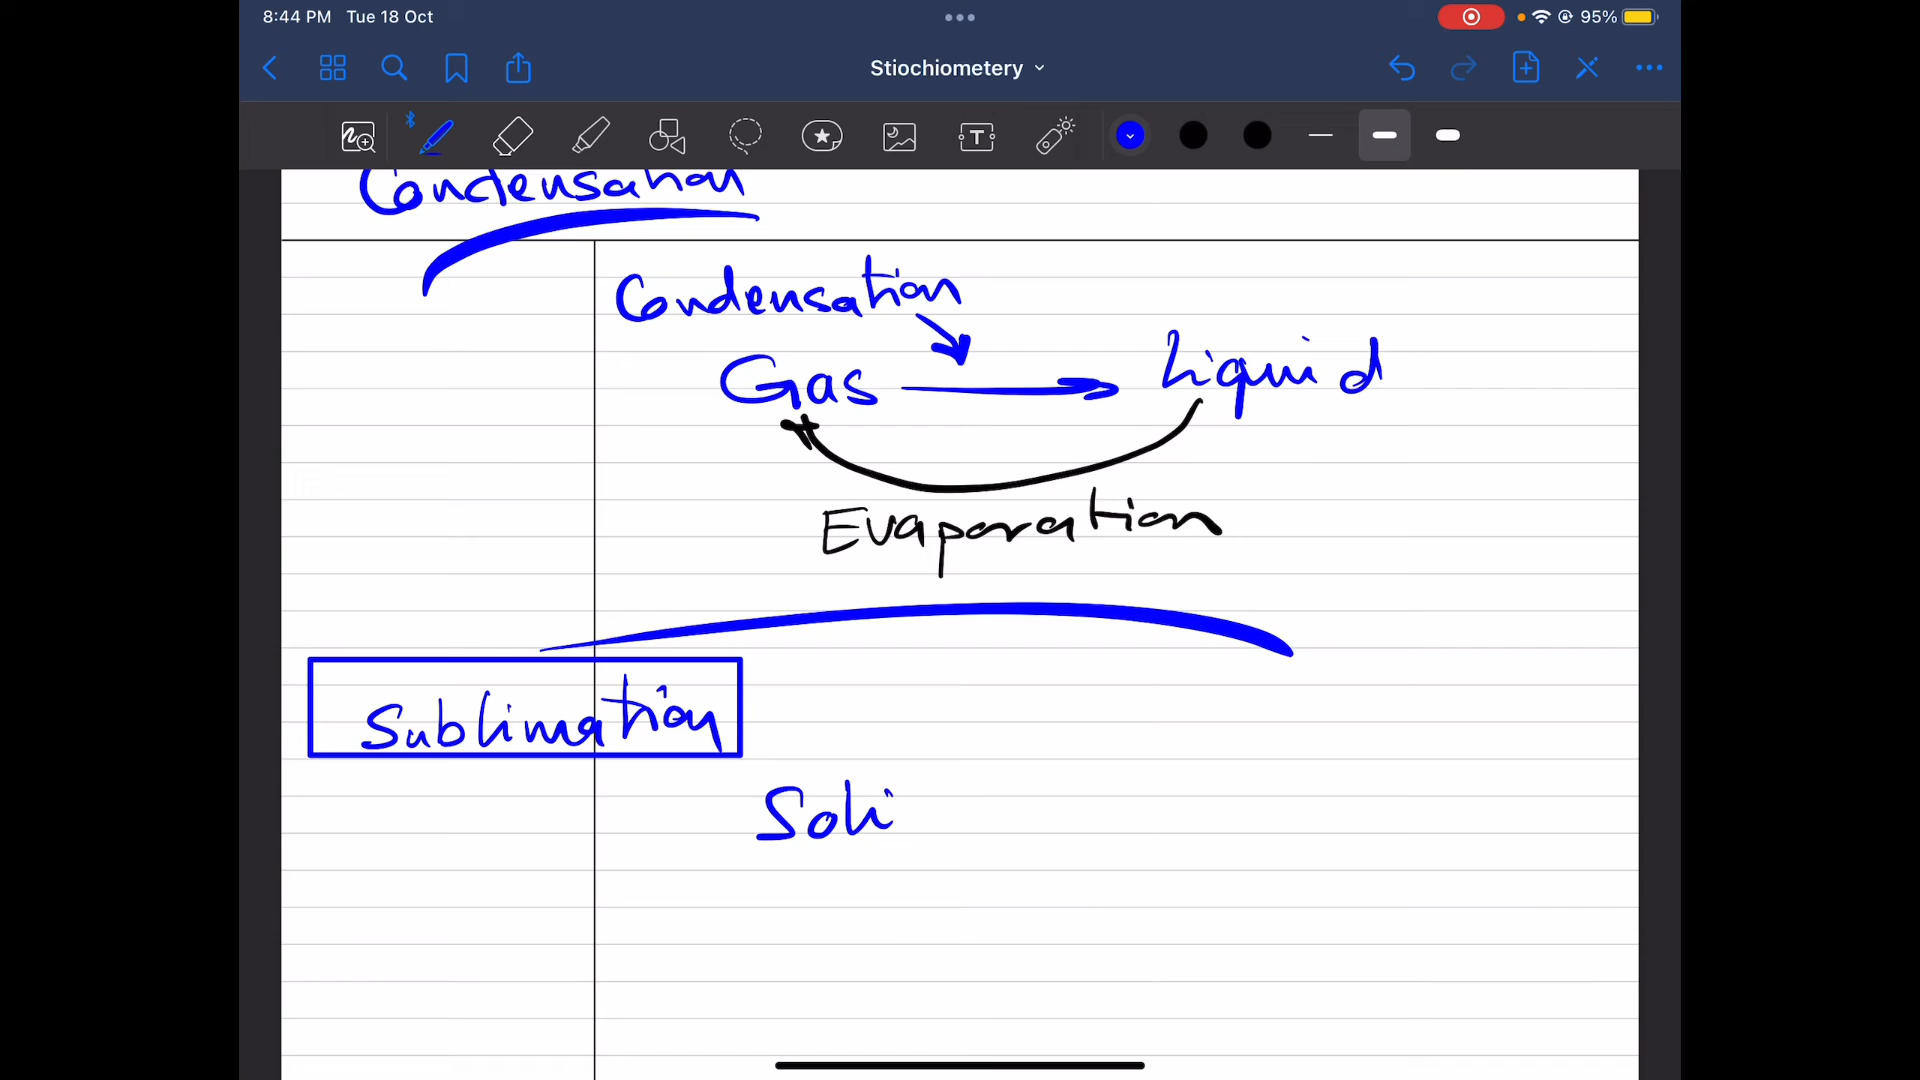 8:44 PM Tue 18 Oct 95%
Stiochiometery
T
Condensation
Condensation
Gas → Liquid
Evaporation
Sublimation
Soli